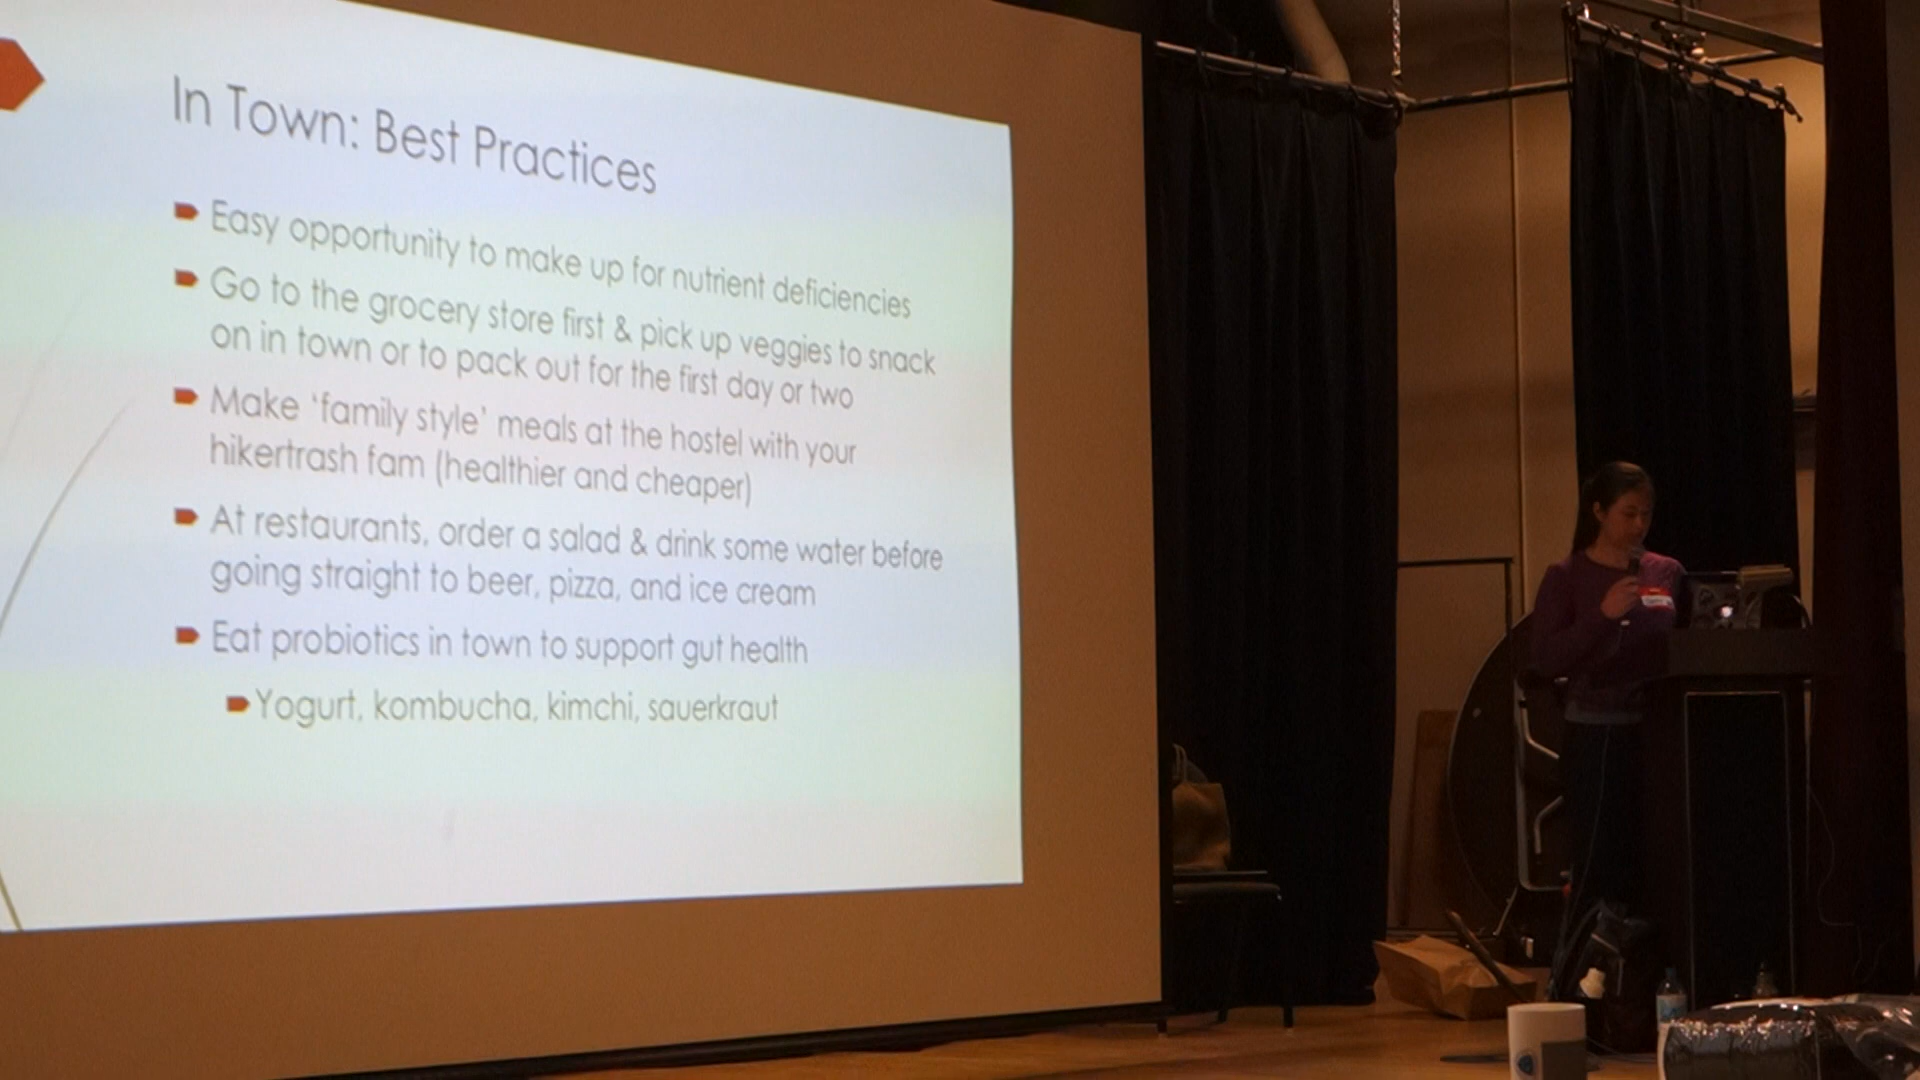 In Town: Best Practices
Easy opportunity to make up for nutrient deficiencies
Go to the grocery store first & pick up veggies to snack
on in town or to pack out for the first day or two
Make ‘family style’ meals at the hostel with your
hikertrash fam (healthier and cheaper)
At restaurants, order a salad & drink some water before
going straight to beer, pizza, and ice cream
Eat probiotics in town to support gut health
Yogurt, kombucha, kimchi, sauerkraut